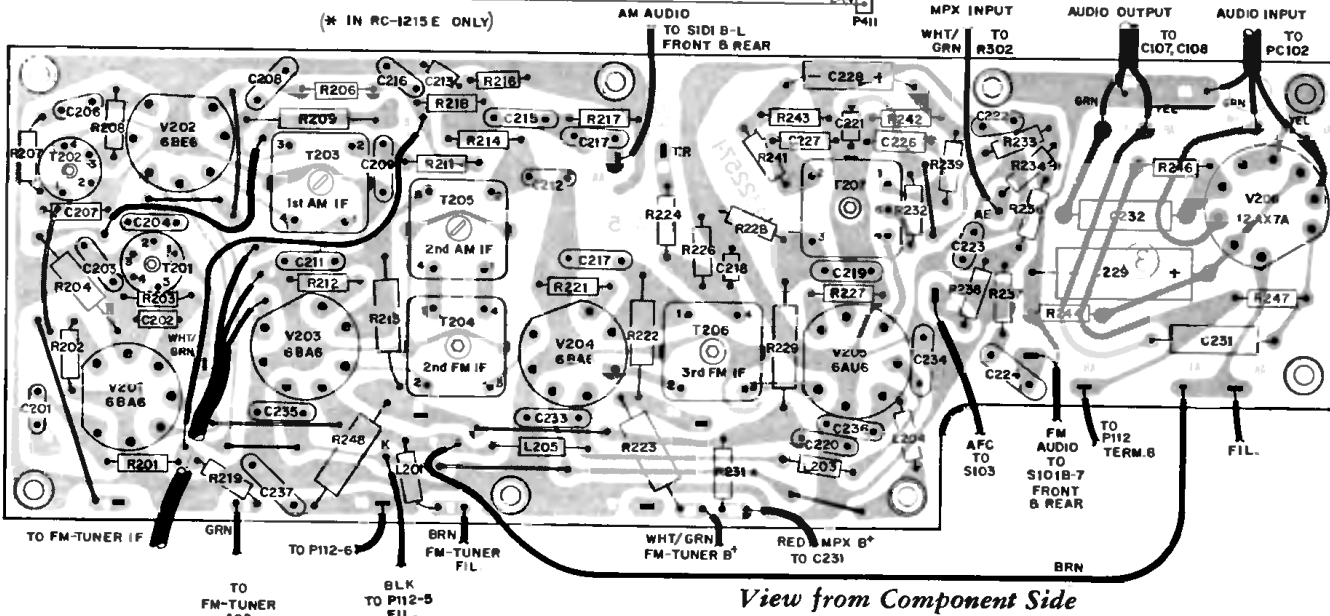 (* IN RC-1215E ONLY)
P411
AM AUDIO
TO S101 B-L
FRONT & REAR
MPX INPUT
WHT/
GRN
TO
R302
AUDIO OUTPUT
TO
C107, C108
AUDIO INPUT
TO
PC102
C206
R208
V202
6BE6
C208
R206
R209
C216
C213
R216
R218
C215
R217
C217
R214
R211
C209
R207
T202
4
3
2
T203
3
2
1st AM IF
C212
C207
C204
C203
R204
T201
R203
C202
R202
C211
R212
T205
2nd AM IF
R213
T204
2nd FM IF
V201
6BA6
V203
6BA6
C201
R201
WHT/
GRN
C235
R219
C237
R248
K
L201
C217
R221
V204
6BA6
R222
C233
L205
R223
T206
3rd FM IF
R224
R226
C218
R228
R229
R231
C228
+
R243
C221
R242
R241
C227
C226
T207
R232
R239
C219
R227
V205
6AU6
C234
C236
C220
L203
L204
C222
R233
R234
AE
R236
C223
R238
GRN
YEL
GRN
YEL
R246
V206
12AX7A
C232
229
+
R247
C231
TO FM-TUNER IF
GRN
TO
FM-TUNER
TO P112-6
BLK
TO P112-5
FIL.
BRN
FM-TUNER
FIL.
WHT/GRN
FM-TUNER B+
RED MPX B+
TO C231
AFC
TO
S103
FM
AUDIO
TO
S101B-7
FRONT
& REAR
TO
P112
TERM. 8
FIL.
BRN
View from Component Side